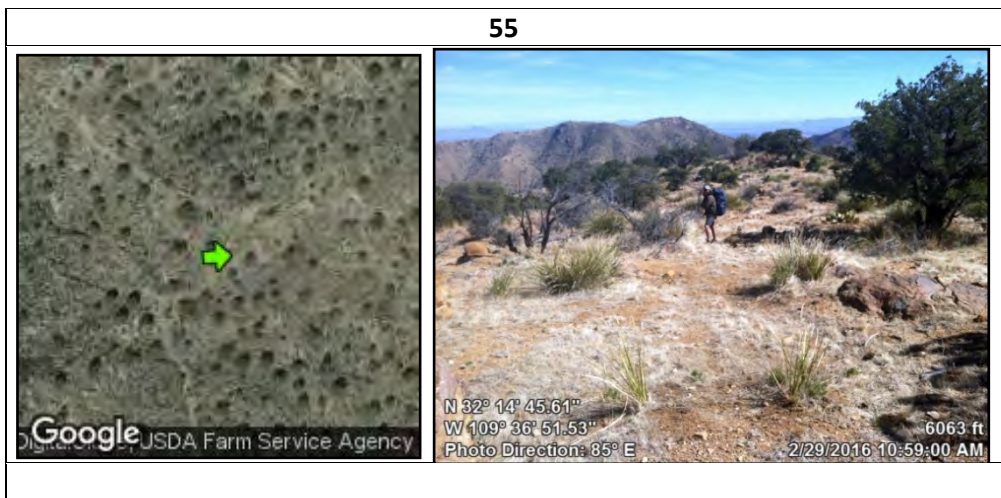 55
Google
USDA Farm Service Agency
N 32° 14' 45.61"
W 109° 36' 51.53"
Photo Direction: 85° E
6063 ft
2/29/2016 10:59:00 AM